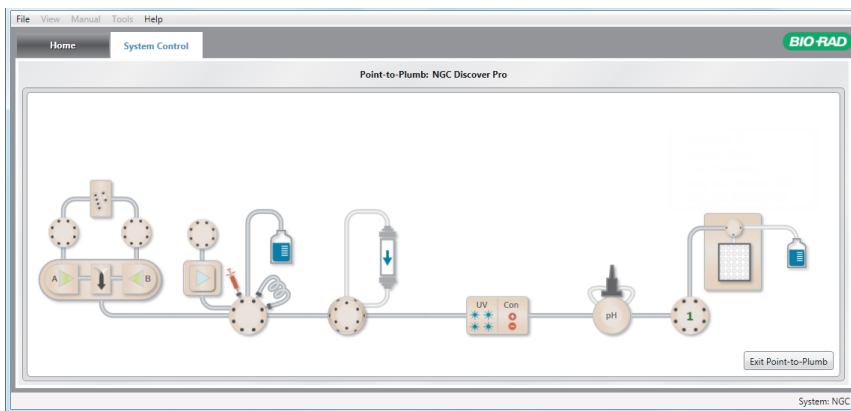 File View Manual Tools Help
Home System Control BIO-RAD
Point-to-Plumb: NGC Discover Pro
A B
UV Con
pH
1
Exit Point-to-Plumb
System: NGC